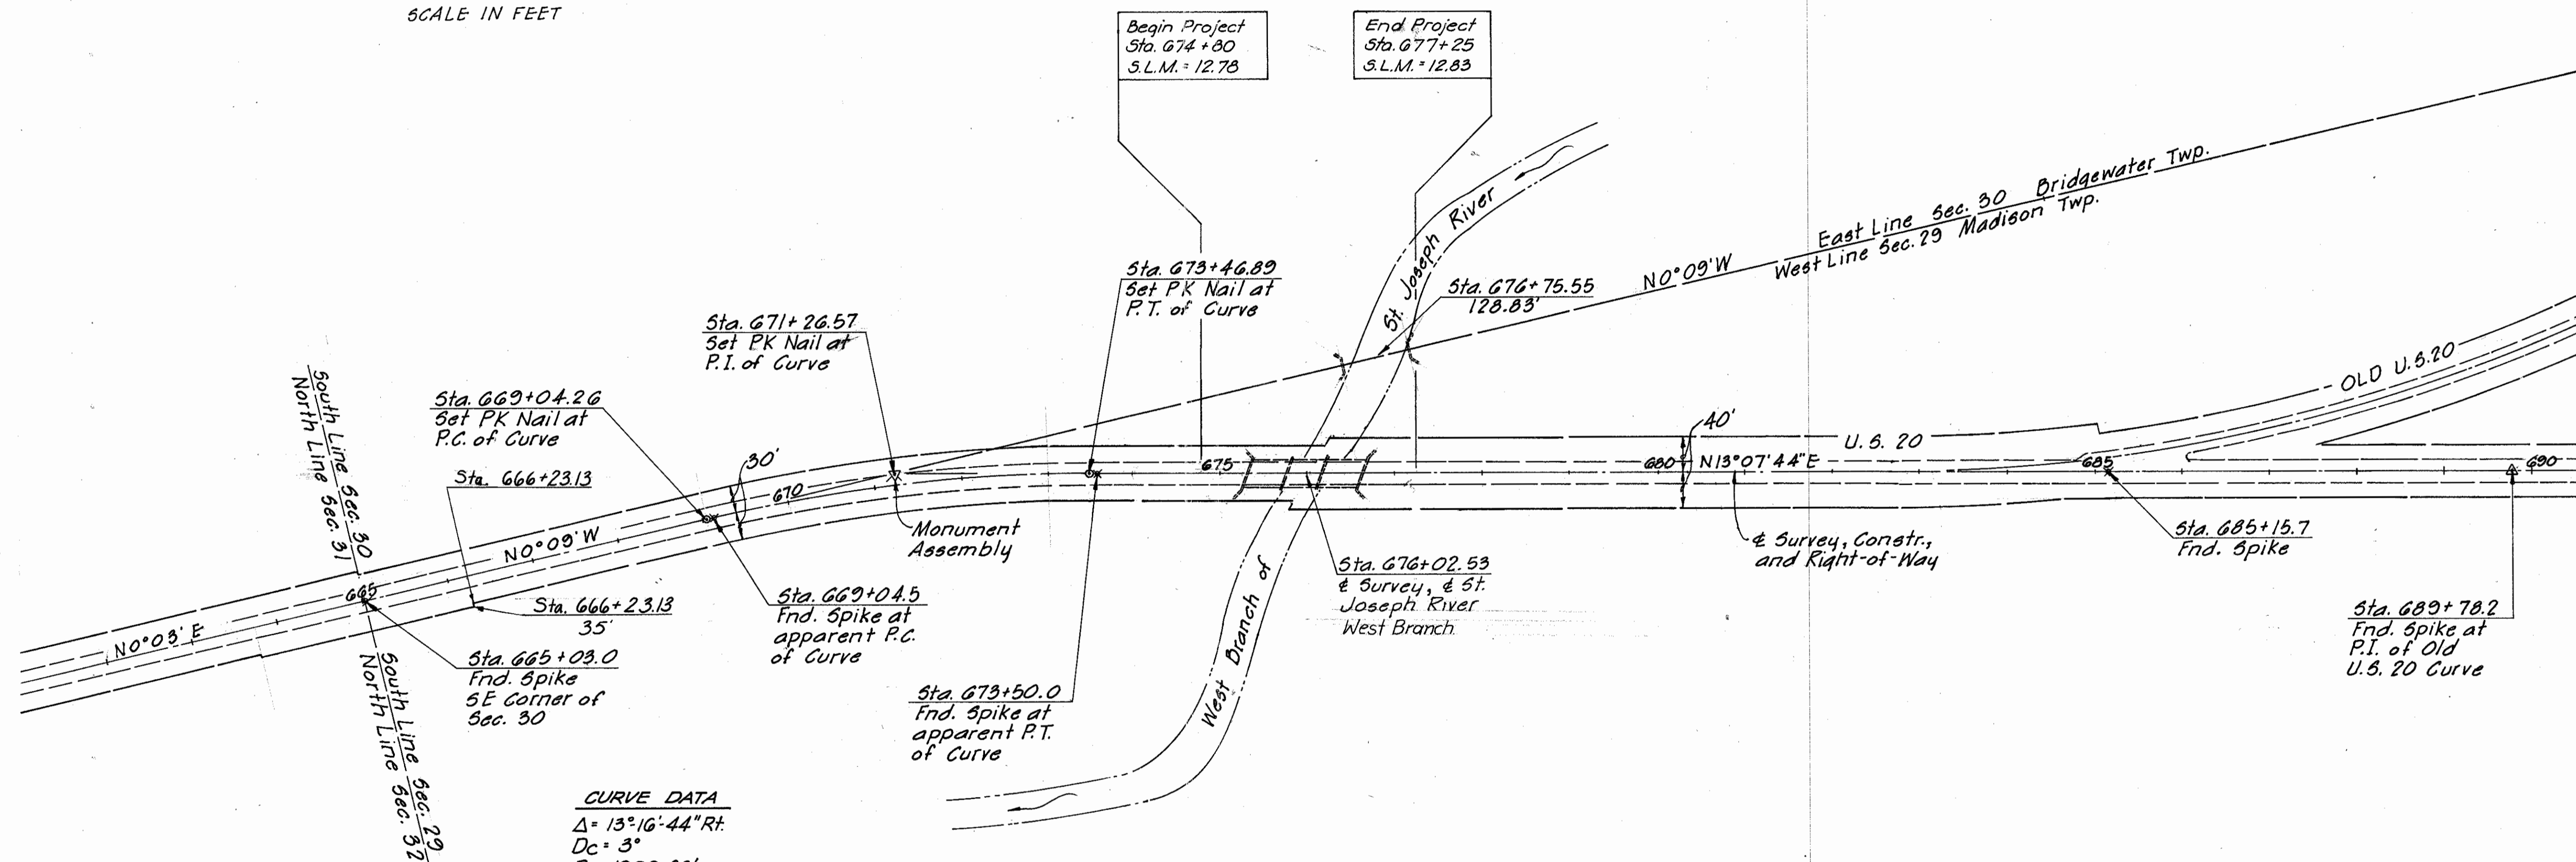 SCALE IN FEET
Begin Project
Sta. 674+80
S.L.M. = 12.78
End Project
Sta. 677+25
S.L.M. = 12.83
St. Joseph River
East Line Sec. 30 Bridgewater Twp.
West Line Sec. 29 Madison Twp.
N0°09'W
Sta. 676+75.55
128.83'
Sta. 673+46.89
Set PK Nail at
P.T. of Curve
Sta. 671+26.57
Set PK Nail at
P.I. of Curve
Sta. 669+04.26
Set PK Nail at
P.C. of Curve
South Line Sec. 30
North Line Sec. 31
Sta. 666+23.13
OLD U.S.20
30'
40'
U.S. 20
670
675
680
N13°07'44"E
685
690
N0°09'W
Monument
Assembly
665
N0°03'E
Sta. 666+23.13
35'
Sta. 665+03.0
Fnd. Spike
SE Corner of
Sec. 30
South Line Sec. 29
North Line Sec. 32
Sta. 669+04.5
Fnd. Spike at
apparent P.C.
of Curve
Sta. 673+50.0
Fnd. Spike at
apparent P.T.
of Curve
West Branch of
Sta. 676+02.53
℄ Survey, ℄ St.
Joseph River
West Branch
℄ Survey, Constr.,
and Right-of-Way
Sta. 685+15.7
Fnd. Spike
Sta. 689+78.2
Fnd. Spike at
P.I. of Old
U.S. 20 Curve
CURVE DATA
Δ = 13°-16'-44" Rt.
Dc = 3°